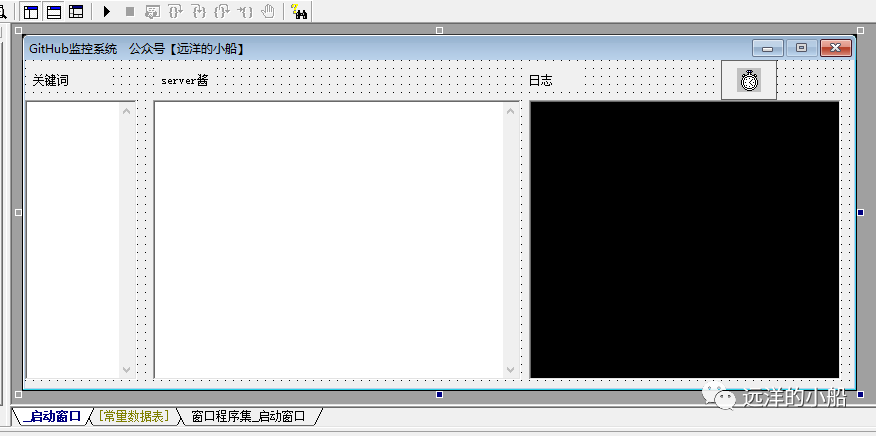 GitHub监控系统 公众号【远洋的小船】
关键词 server酱 日志
远洋的小船
_启动窗口 [常量数据表] 窗口程序集_启动窗口